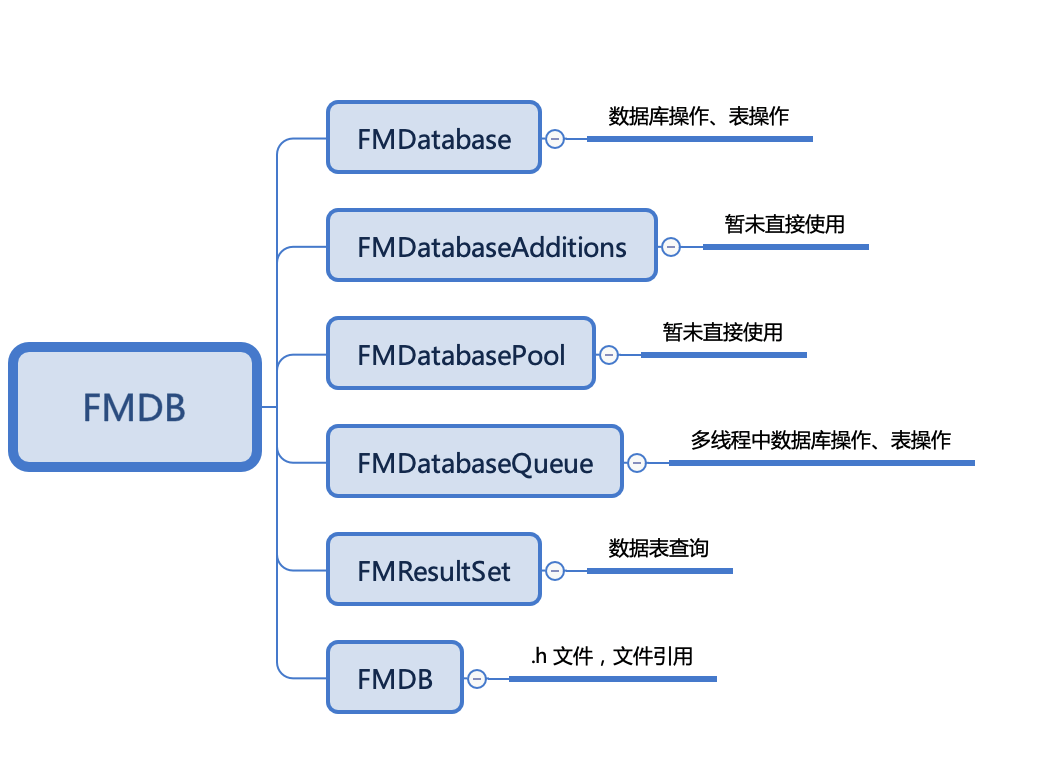 FMDatabase
数据库操作、表操作
FMDatabaseAdditions
暂未直接使用
FMDatabasePool
暂未直接使用
FMDB
FMDatabaseQueue
多线程中数据库操作、表操作
FMResultSet
数据表查询
FMDB
.h 文件，文件引用